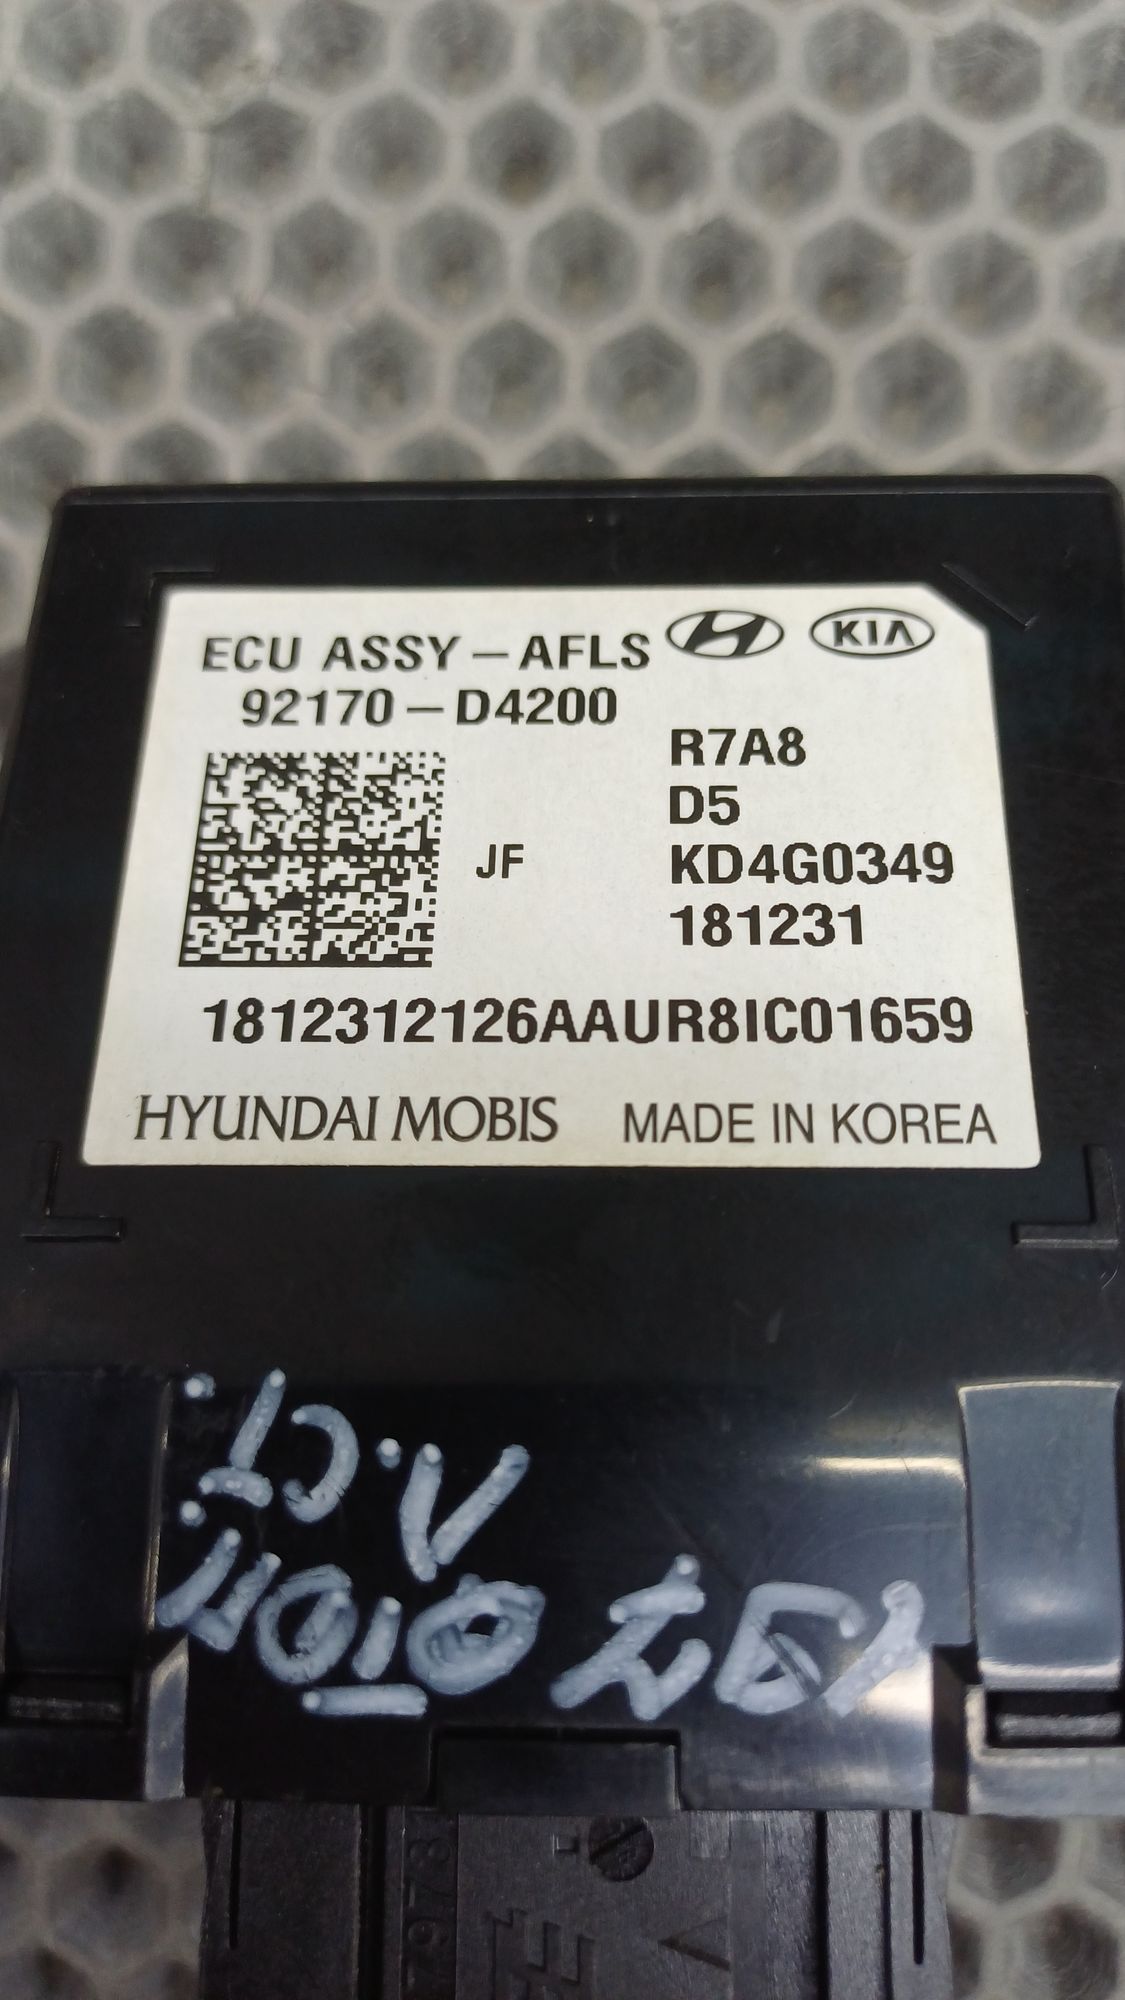 ECU ASSY-AFLS
KIA
92170-D4200
R7A8
D5
JF
KD4G0349
181231
1812312126AAUR8IC01659
HYUNDAI MOBIS MADE IN KOREA